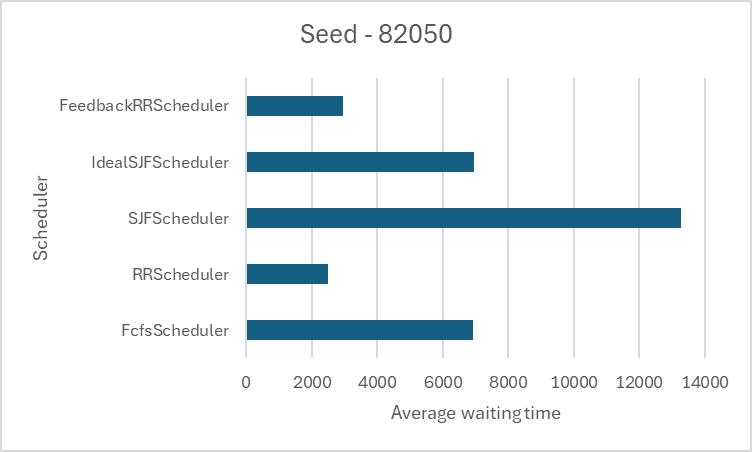 Seed - 82050
Scheduler
FeedbackRRScheduler
IdealSJFScheduler
SJFScheduler
RRScheduler
FcfsScheduler
0 2000 4000 6000 8000 10000 12000 14000
Average waiting time